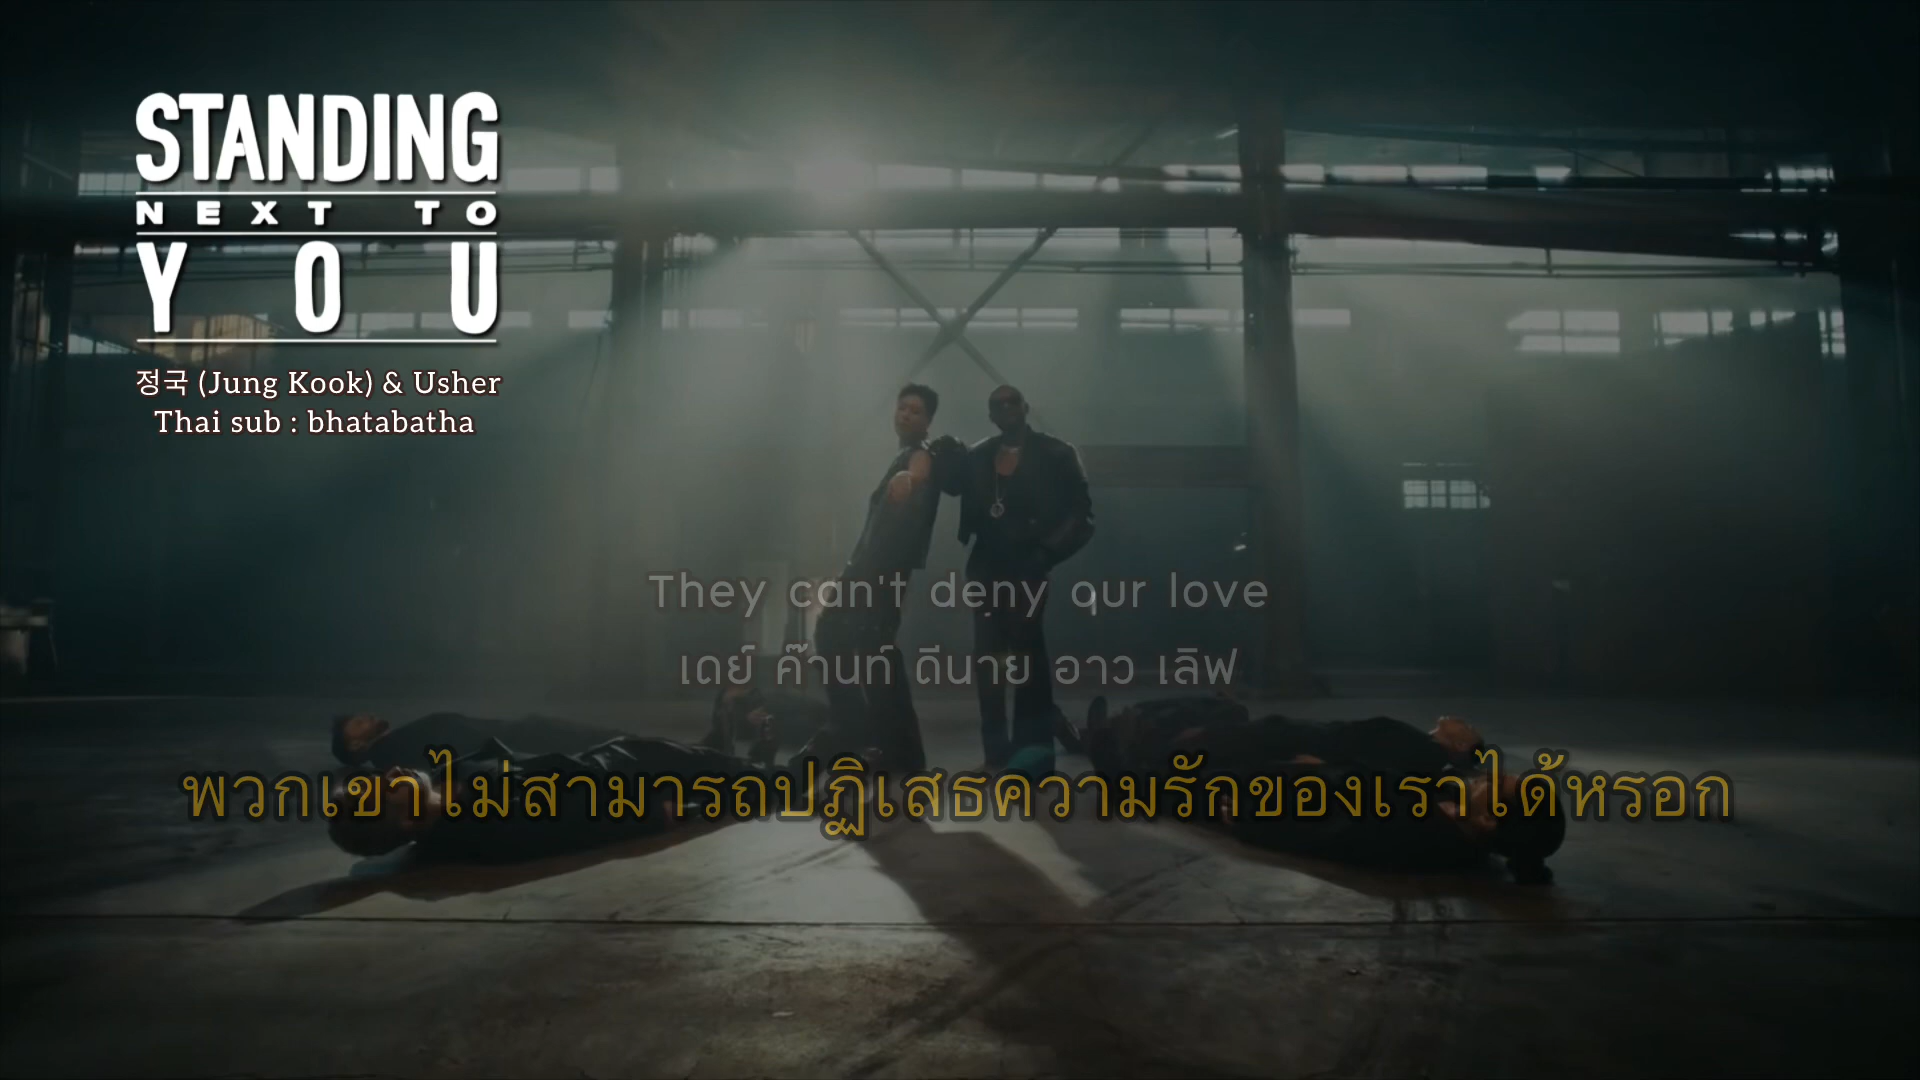 STANDING
NEXT TO
YOU
정국 (Jung Kook) & Usher
Thai sub : bhatabatha
They can't deny our love
เดย์ ค๊านท์ ดีนาย อาว เลิฟ
พวกเขาไม่สามารถปฏิเสธความรักของเราได้หรอก